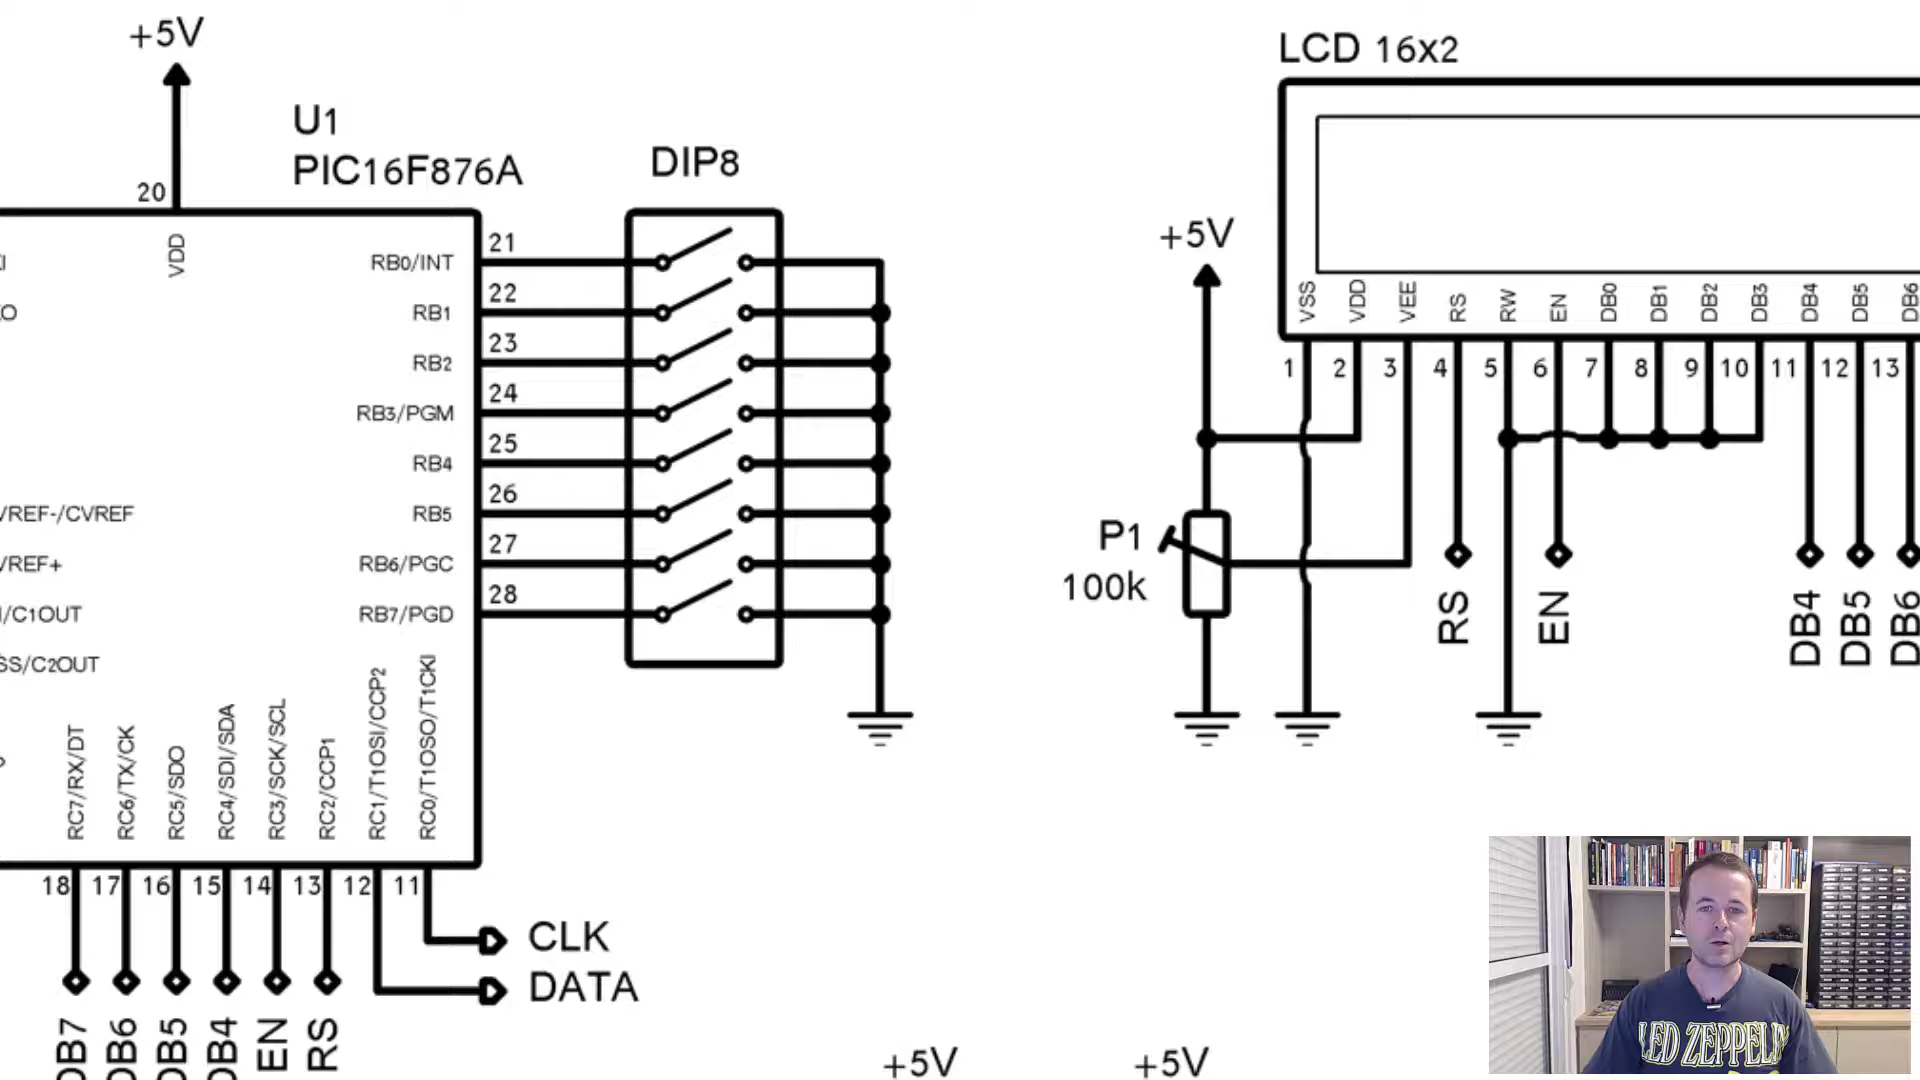 +5V
U1
PIC16F876A
20
VDD
RB0/INT
RB1
RB2
RB3/PGM
RB4
RB5
RB6/PGC
RB7/PGD
21
22
23
24
25
26
27
28
DIP8
VREF-/CVREF
VREF+
/C1OUT
SS/C2OUT
RC7/RX/DT
RC6/TX/CK
RC5/SDO
RC4/SDI/SDA
RC3/SCK/SCL
RC2/CCP1
RC1/T1OSI/CCP2
RC0/T1OSO/T1CKI
18
17
16
15
14
13
12
11
CLK
DATA
DB7
DB6
DB5
DB4
EN
RS
LCD 16x2
+5V
VSS
VDD
VEE
RS
RW
EN
DB0
DB1
DB2
DB3
DB4
DB5
DB6
1
2
3
4
5
6
7
8
9
10
11
12
13
P1
100k
RS
EN
DB4
DB5
DB6
+5V
+5V
LED ZEPPELIN